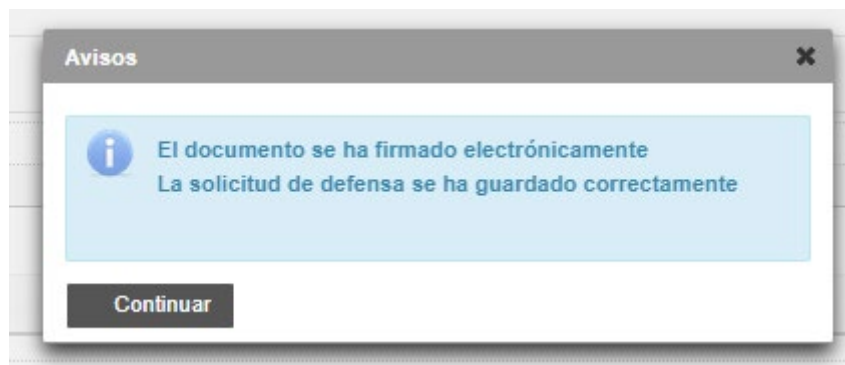 Avisos
El documento se ha firmado electrónicamente
La solicitud de defensa se ha guardado correctamente
Continuar